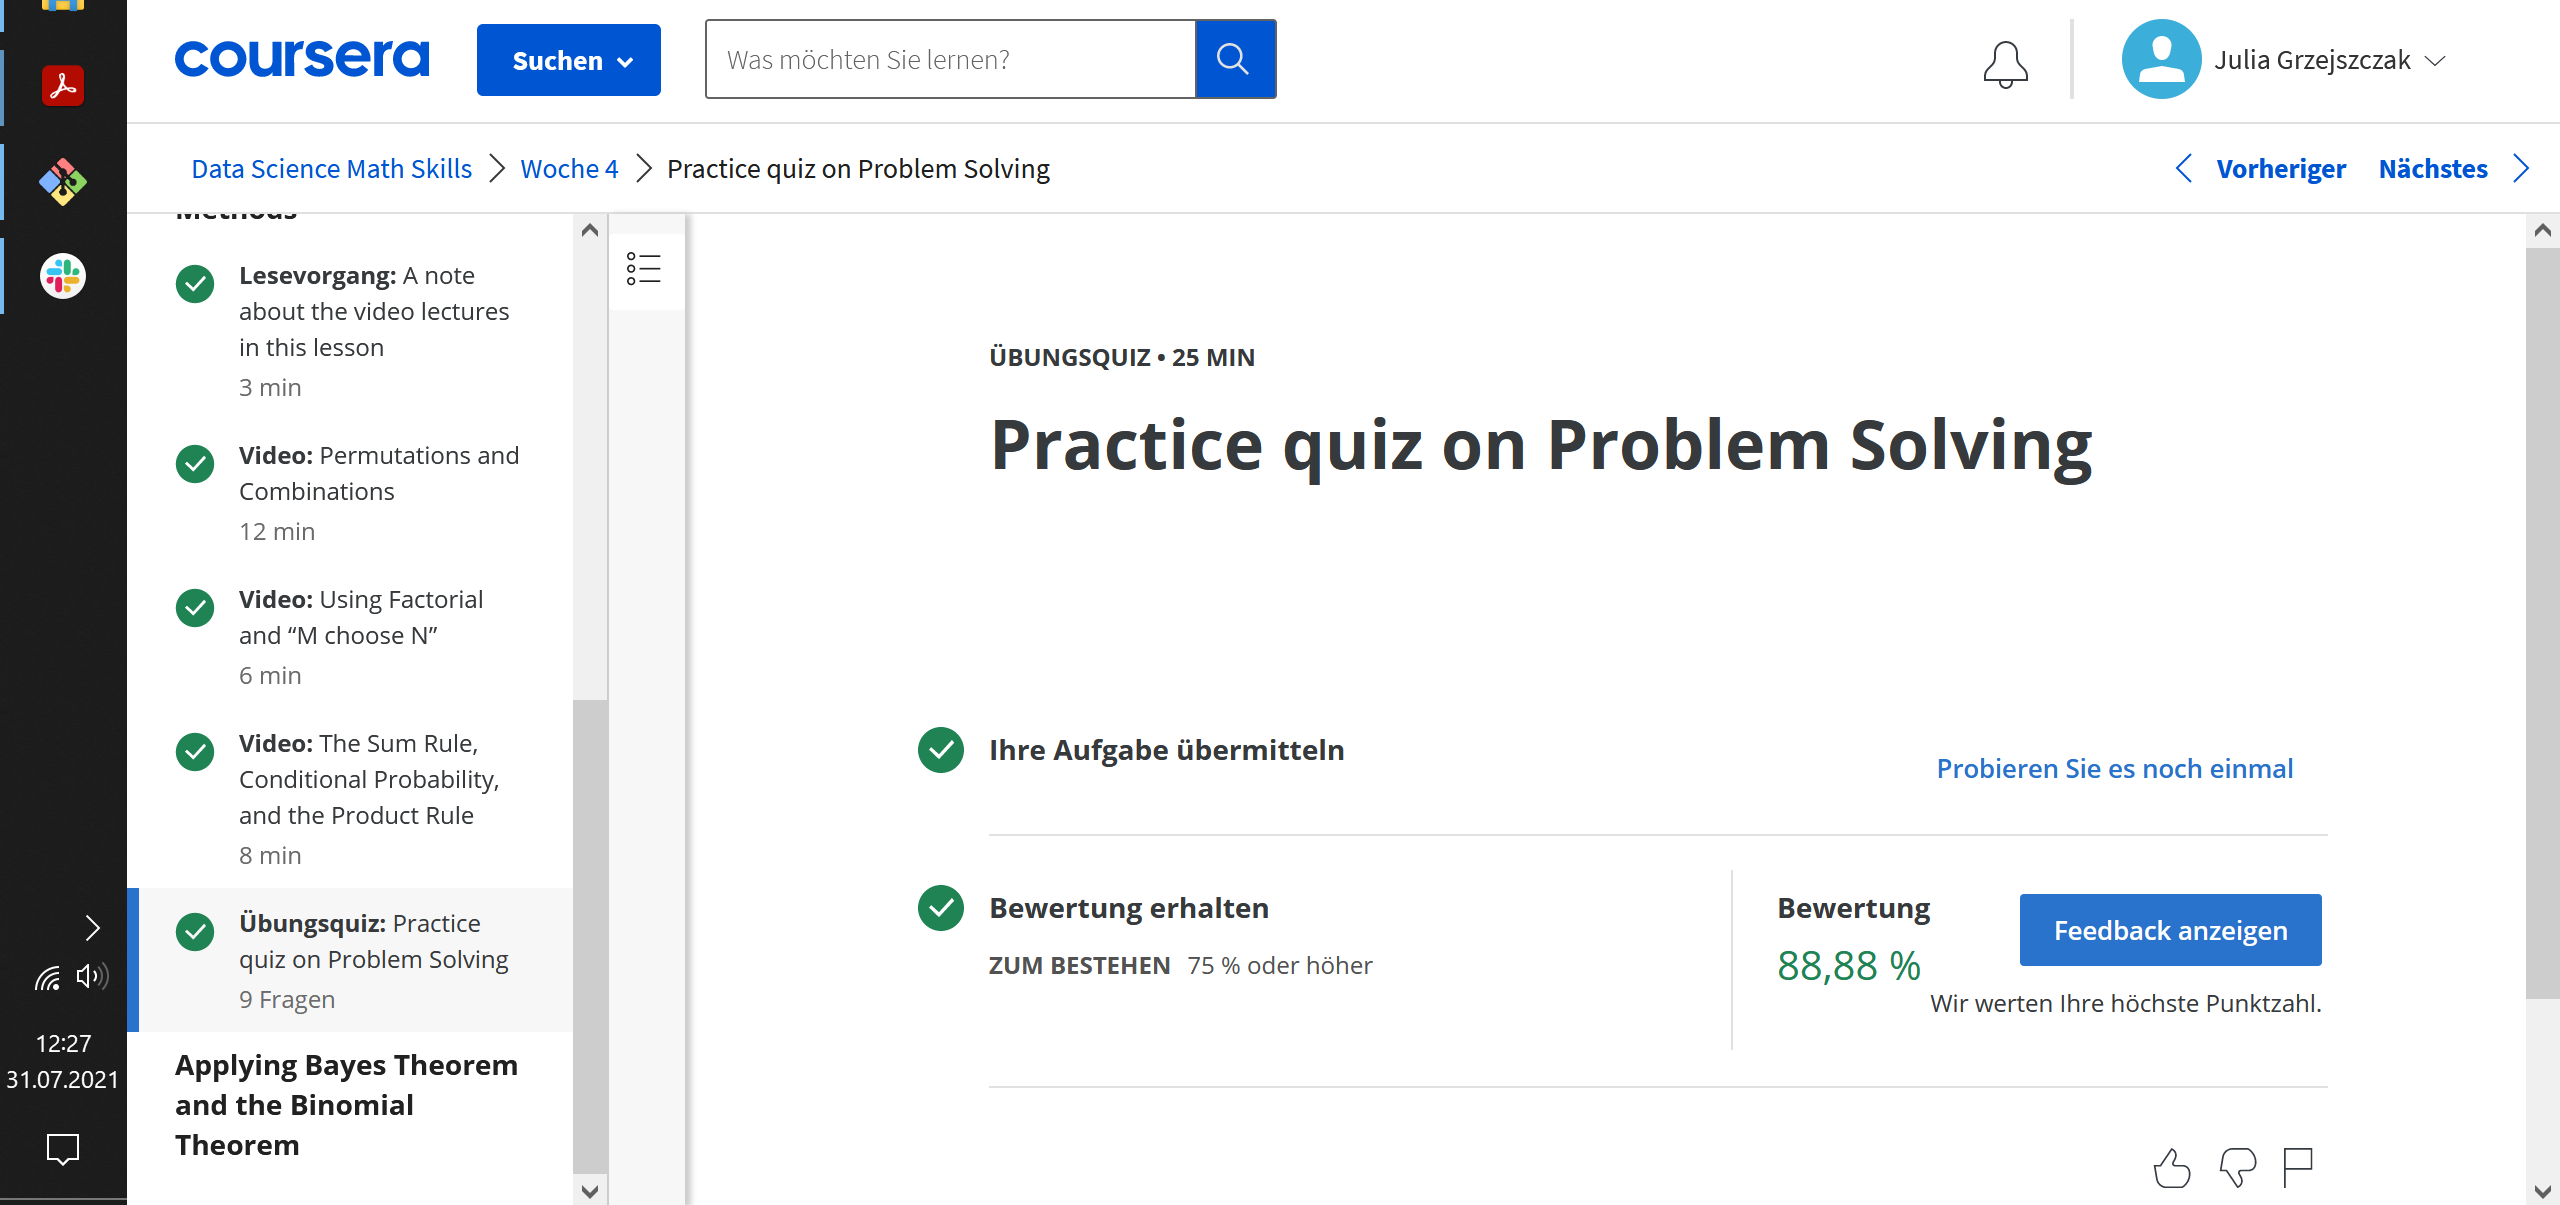 coursera
Suchen
Was möchten Sie lernen?
Julia Grzejszczak
Data Science Math Skills
Woche 4
Practice quiz on Problem Solving
Vorheriger
Nächstes
Methods
Lesevorgang: A note
about the video lectures
in this lesson
3 min
Video: Permutations and
Combinations
12 min
Video: Using Factorial
and “M choose N”
6 min
Video: The Sum Rule,
Conditional Probability,
and the Product Rule
8 min
Übungsquiz: Practice
quiz on Problem Solving
9 Fragen
Applying Bayes Theorem
and the Binomial
Theorem
ÜBUNGSQUIZ • 25 MIN
Practice quiz on Problem Solving
Ihre Aufgabe übermitteln
Probieren Sie es noch einmal
Bewertung erhalten
ZUM BESTEHEN 75 % oder höher
Bewertung
88,88 %
Feedback anzeigen
Wir werten Ihre höchste Punktzahl.
12:27
31.07.2021